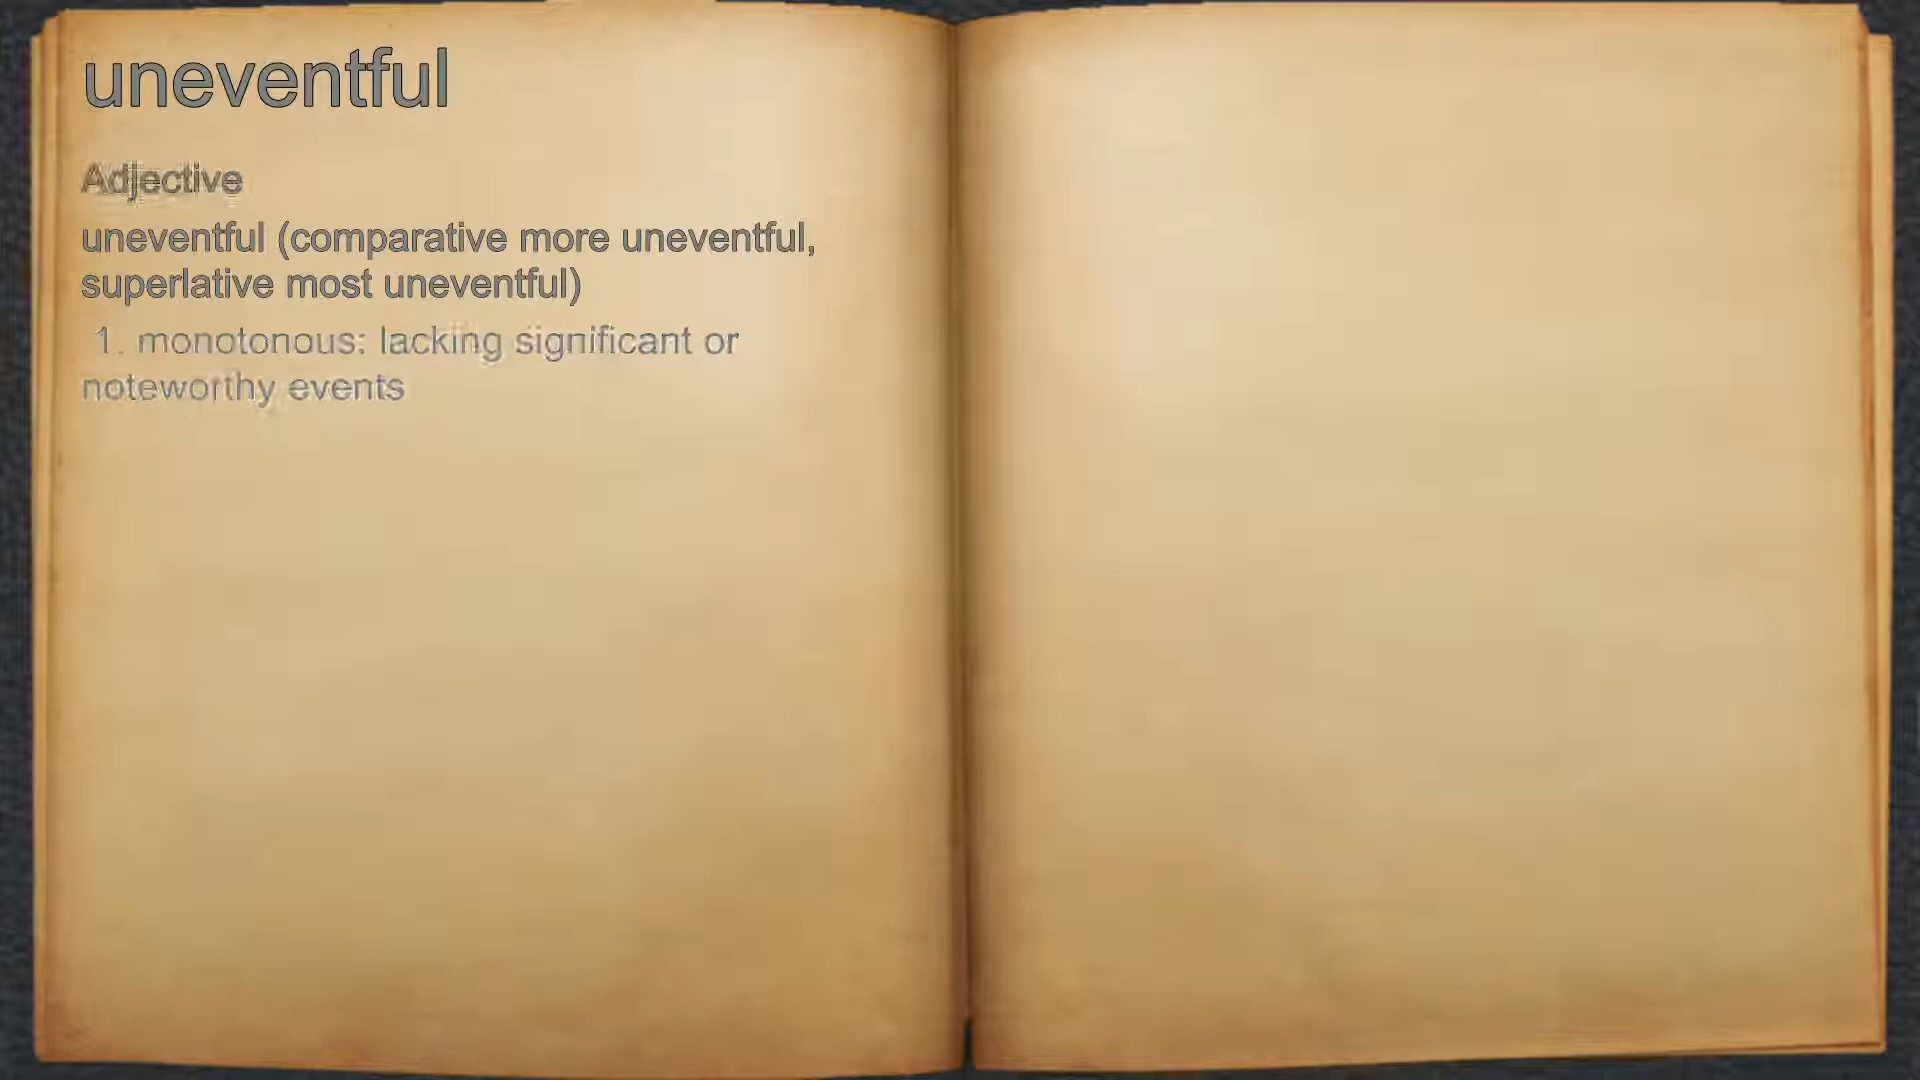 uneventful
Adjective
uneventful (comparative more uneventful,
superlative most uneventful)
1. monotonous: lacking significant or
noteworthy events